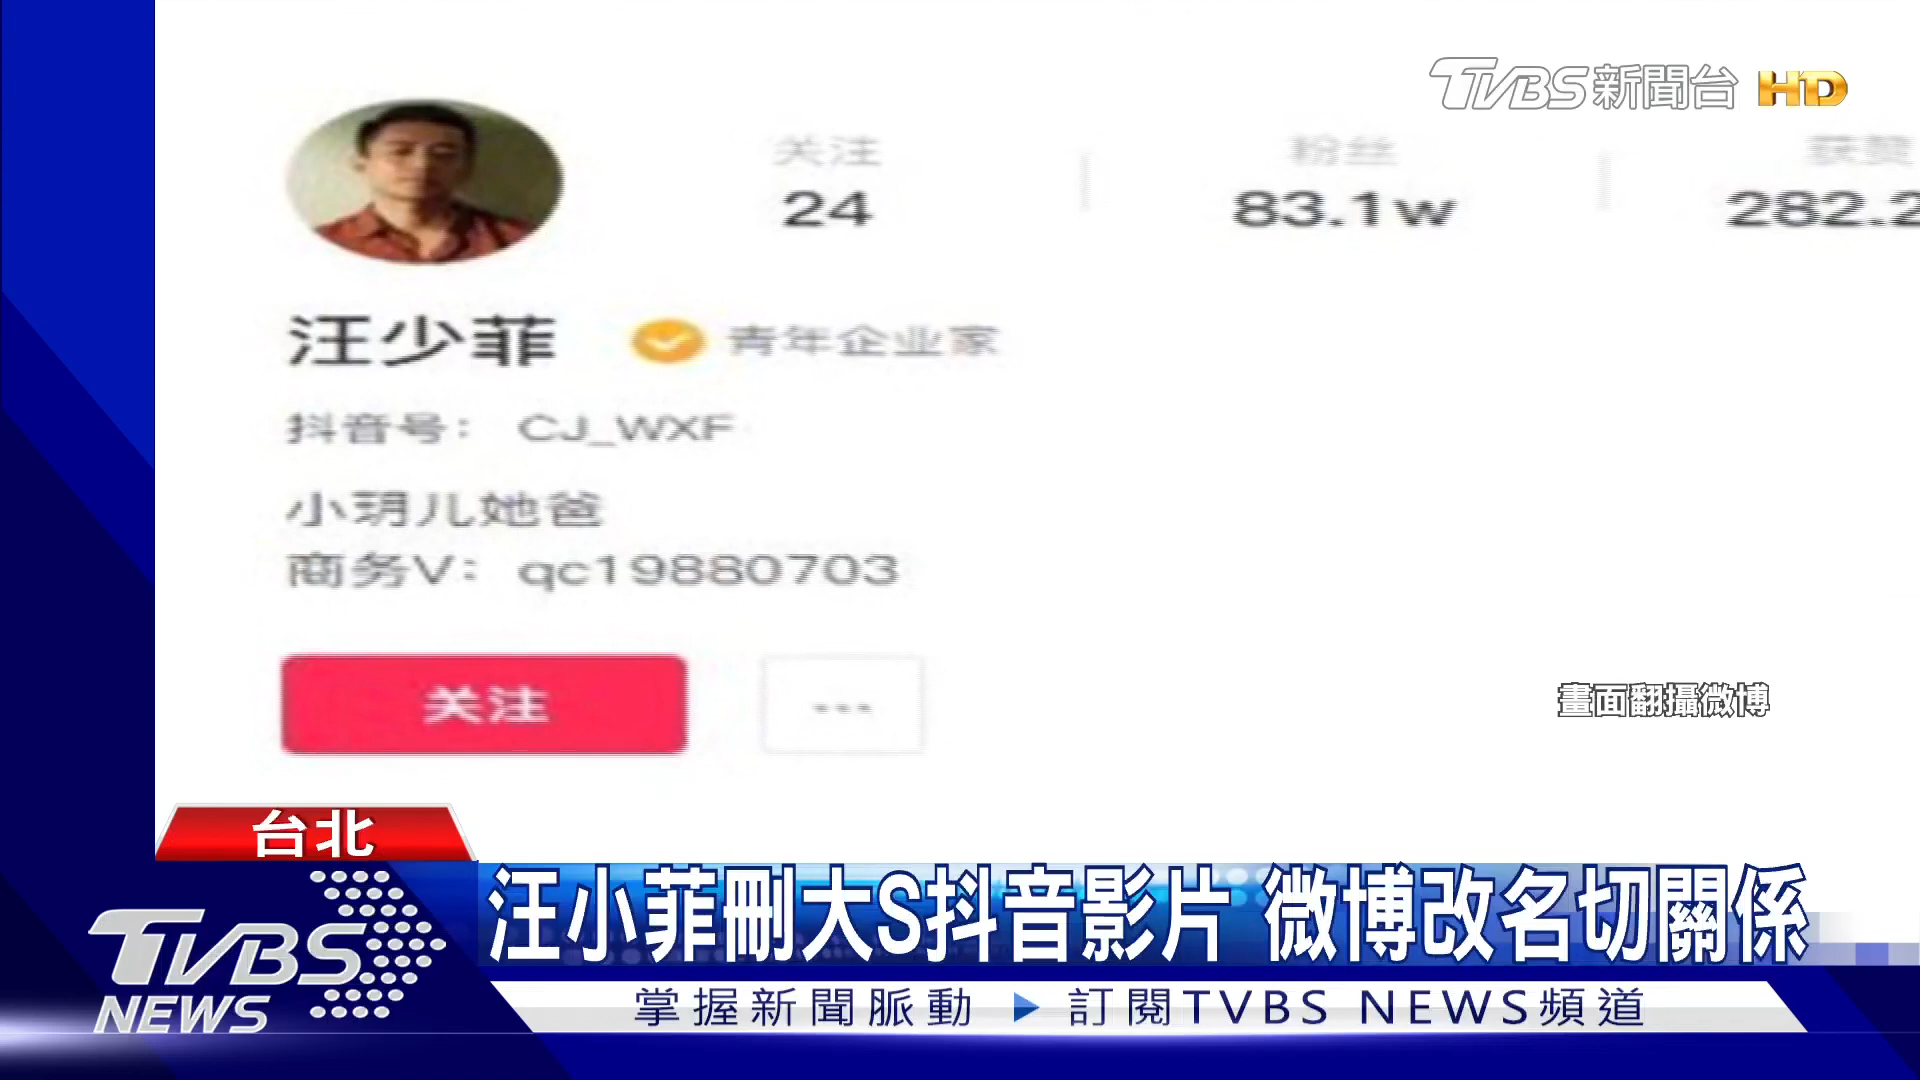 TVBS新聞台 HD
关注 粉丝 获赞
24 83.1w 282.2
汪少菲 青年企业家
抖音号： CJ_WXF
小玥儿她爸
商务V： qc19880703
关注
畫面翻攝微博
台北
汪小菲刪大S抖音影片 微博改名切關係
TVBS NEWS
掌握新聞脈動 ▶ 訂閱TVBS NEWS頻道